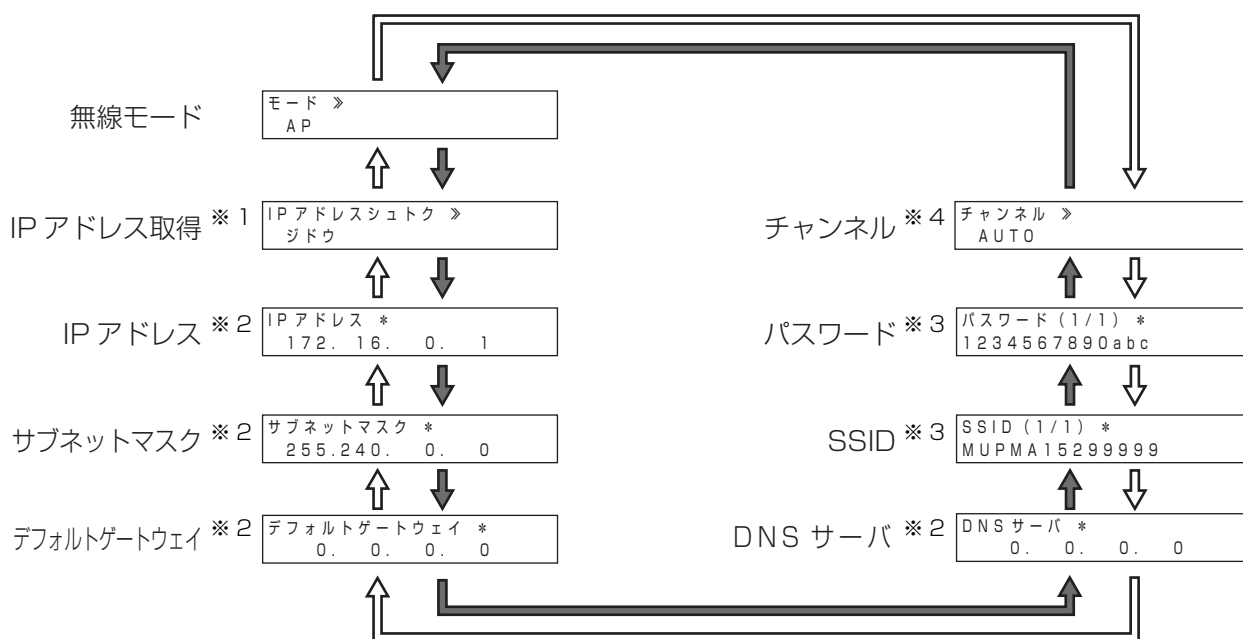 無線モード
モード 》
AP
IP アドレス取得 ※1
IPアドレスシュトク 》
ジドウ
IP アドレス ※2
IPアドレス *
172. 16. 0. 1
サブネットマスク ※2
サブネットマスク *
255.240. 0. 0
デフォルトゲートウェイ ※2
デフォルトゲートウェイ *
0. 0. 0. 0
チャンネル ※4
チャンネル 》
AUTO
パスワード ※3
パスワード(1/1) *
1234567890abc
SSID ※3
SSID(1/1) *
MUPMA15299999
DNS サーバ ※2
DNSサーバ *
0. 0. 0. 0